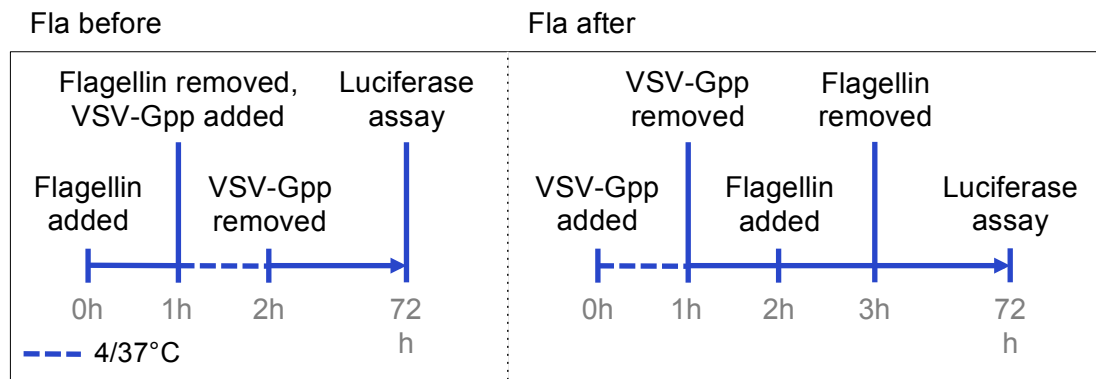 Fla before
Flagellin removed,
VSV-Gpp added
Luciferase
assay
Flagellin
added
VSV-Gpp
removed
0h
1h
2h
72
h
4/37°C
Fla after
VSV-Gpp
removed
Flagellin
removed
VSV-Gpp
added
Flagellin
added
Luciferase
assay
0h
1h
2h
3h
72
h